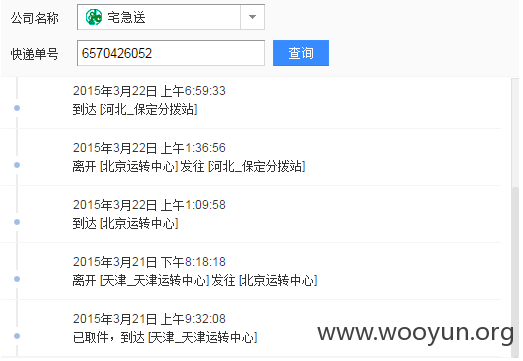 公司名称 宅急送
快递单号 6570426052 查询
2015年3月22日 上午6:59:33
到达 [河北_保定分拨站]
2015年3月22日 上午1:36:56
离开 [北京运转中心] 发往 [河北_保定分拨站]
2015年3月22日 上午1:09:58
到达 [北京运转中心]
2015年3月21日 下午8:18:18
离开 [天津_天津运转中心] 发往 [北京运转中心]
2015年3月21日 上午9:32:08
已取件，到达 [天津_天津运转中心]
www.wooyun.org